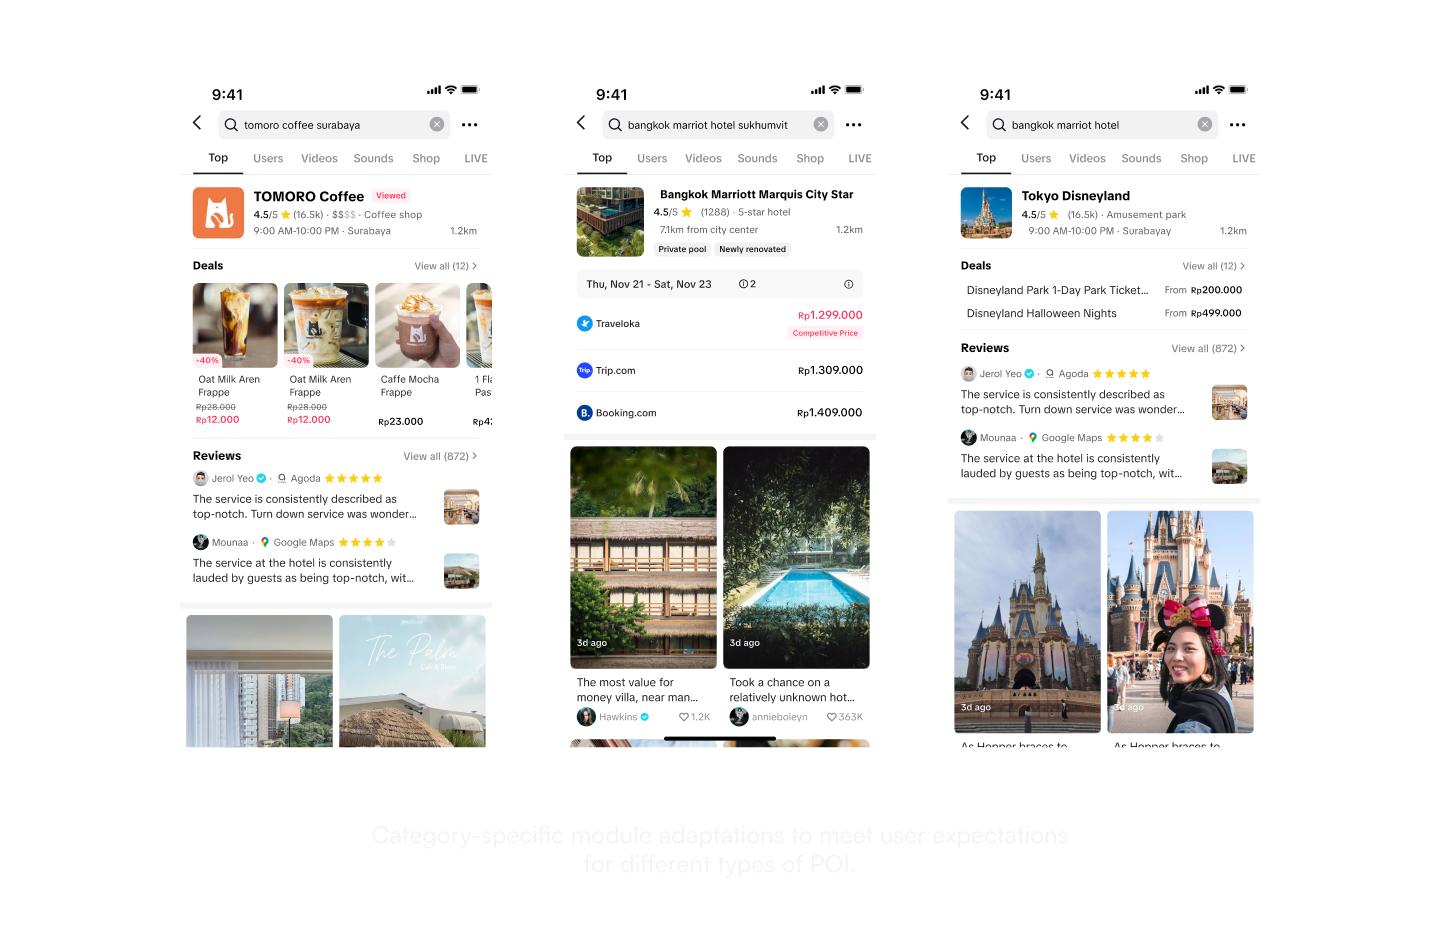 9:41
tomoro coffee surabaya
Top Users Videos Sounds Shop LIVE
TOMORO Coffee Viewed
4.5/5 (16.5k) · $$$$ · Coffee shop
9:00 AM-10:00 PM · Surabaya 1.2km
Deals View all (12)
-40% -40%
Oat Milk Aren Frappe
Rp28.000
Rp12.000
Oat Milk Aren Frappe
Rp28.000
Rp12.000
Caffe Mocha Frappe
Rp23.000
1 Fla
Pas
Rp42
Reviews View all (872)
Jerol Yeo · Agoda
The service is consistently described as
top-notch. Turn down service was wonder...
Mounaa · Google Maps
The service at the hotel is consistently
lauded by guests as being top-notch, wit...
The Palm
9:41
bangkok marriot hotel sukhumvit
Top Users Videos Sounds Shop LIVE
Bangkok Marriott Marquis City Star
4.5/5 (1288) · 5-star hotel
7.1km from city center 1.2km
Private pool Newly renovated
Thu, Nov 21 - Sat, Nov 23 2
Traveloka Rp1.299.000
Competitive Price
Trip. Trip.com Rp1.309.000
B. Booking.com Rp1.409.000
3d ago
The most value for
money villa, near man...
Hawkins 1.2K
3d ago
Took a chance on a
relatively unknown hot...
annieboleyn 363K
9:41
bangkok marriot hotel
Top Users Videos Sounds Shop LIVE
Tokyo Disneyland
4.5/5 (16.5k) · Amusement park
9:00 AM-10:00 PM · Surabayay 1.2km
Deals View all (12)
Disneyland Park 1-Day Park Ticket... From Rp200.000
Disneyland Halloween Nights From Rp499.000
Reviews View all (872)
Jerol Yeo · Agoda
The service is consistently described as
top-notch. Turn down service was wonder...
Mounaa · Google Maps
The service at the hotel is consistently
lauded by guests as being top-notch, wit...
3d ago
As Hopper braces to
3d ago
As Hopper braces to
Category-specific module adaptations to meet user expectations
for different types of POI.